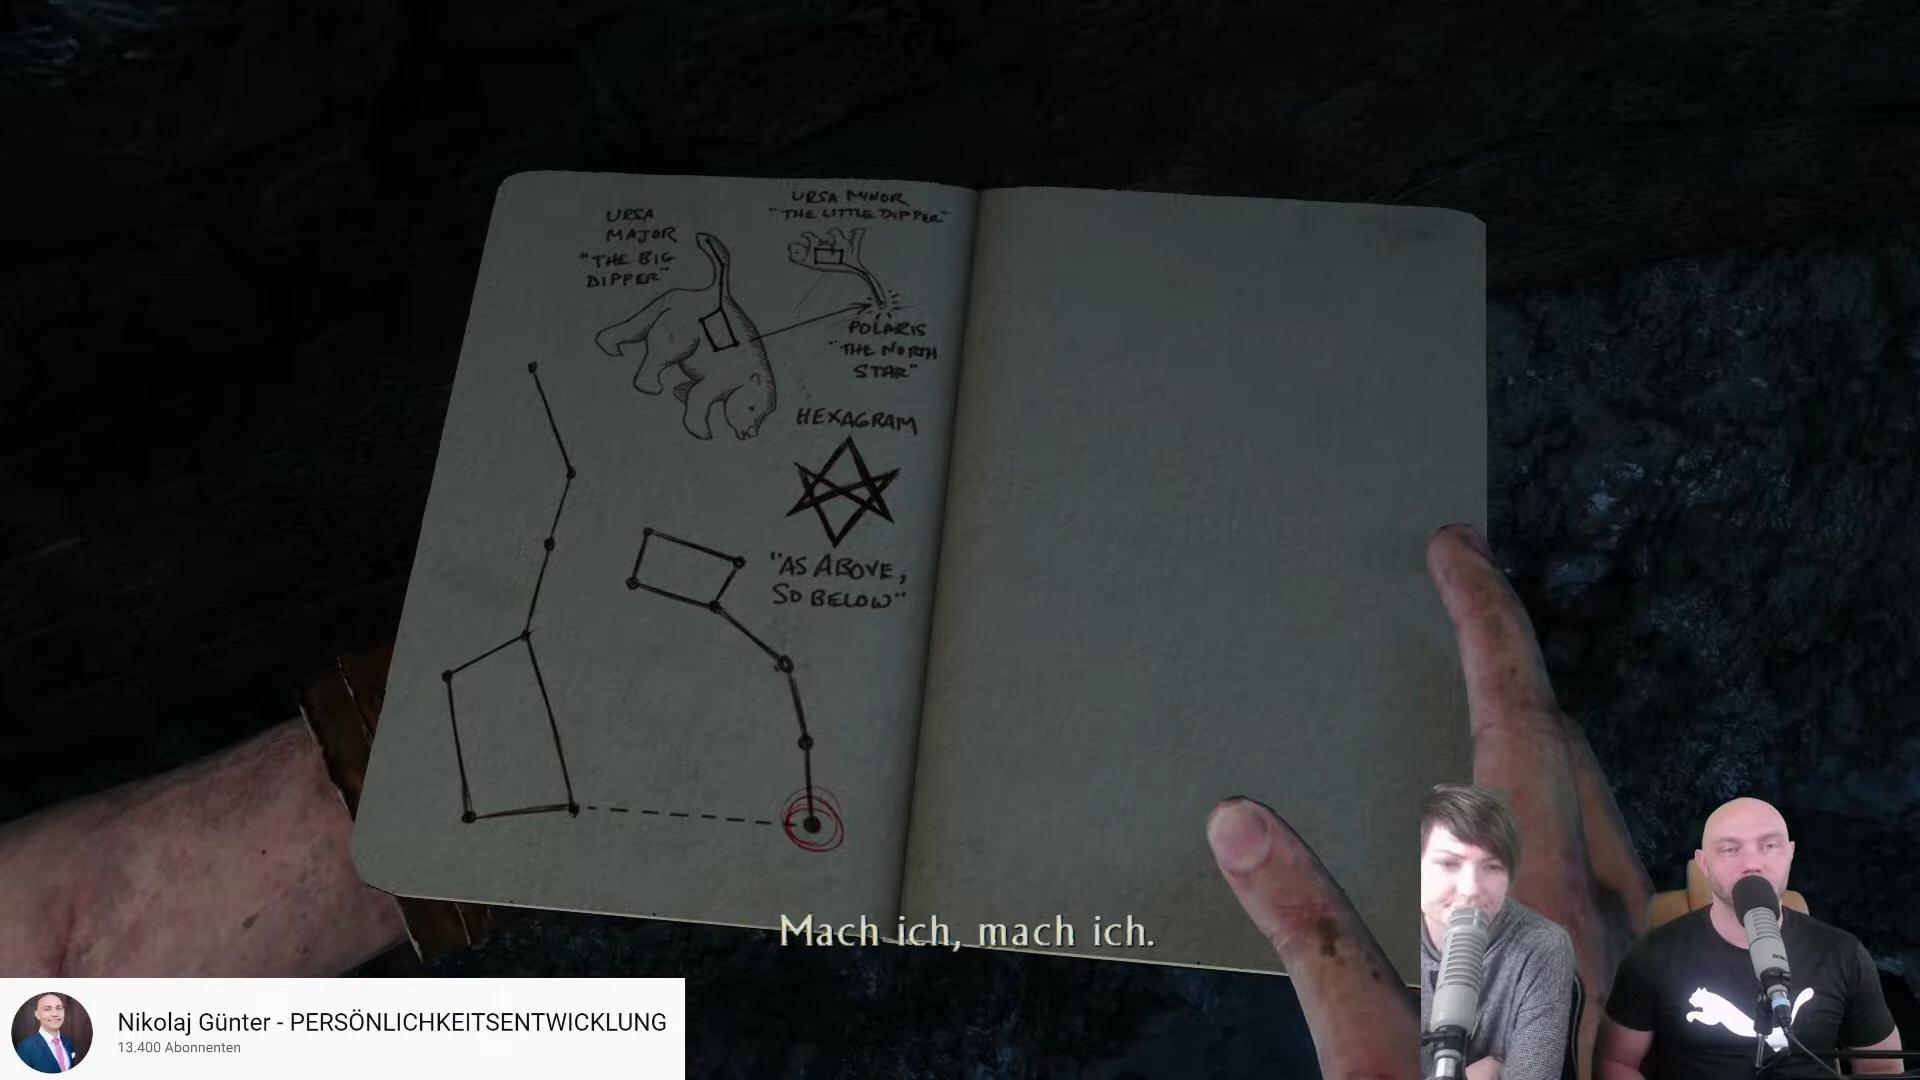 URSA
MAJOR
"THE BIG
DIPPER"
URSA MINOR
"THE LITTLE DIPPER"
POLARIS
"THE NORTH
STAR"
HEXAGRAM
"AS ABOVE,
SO BELOW"
Mach ich, mach ich.
Nikolaj Günter - PERSÖNLICHKEITSENTWICKLUNG
13.400 Abonnenten